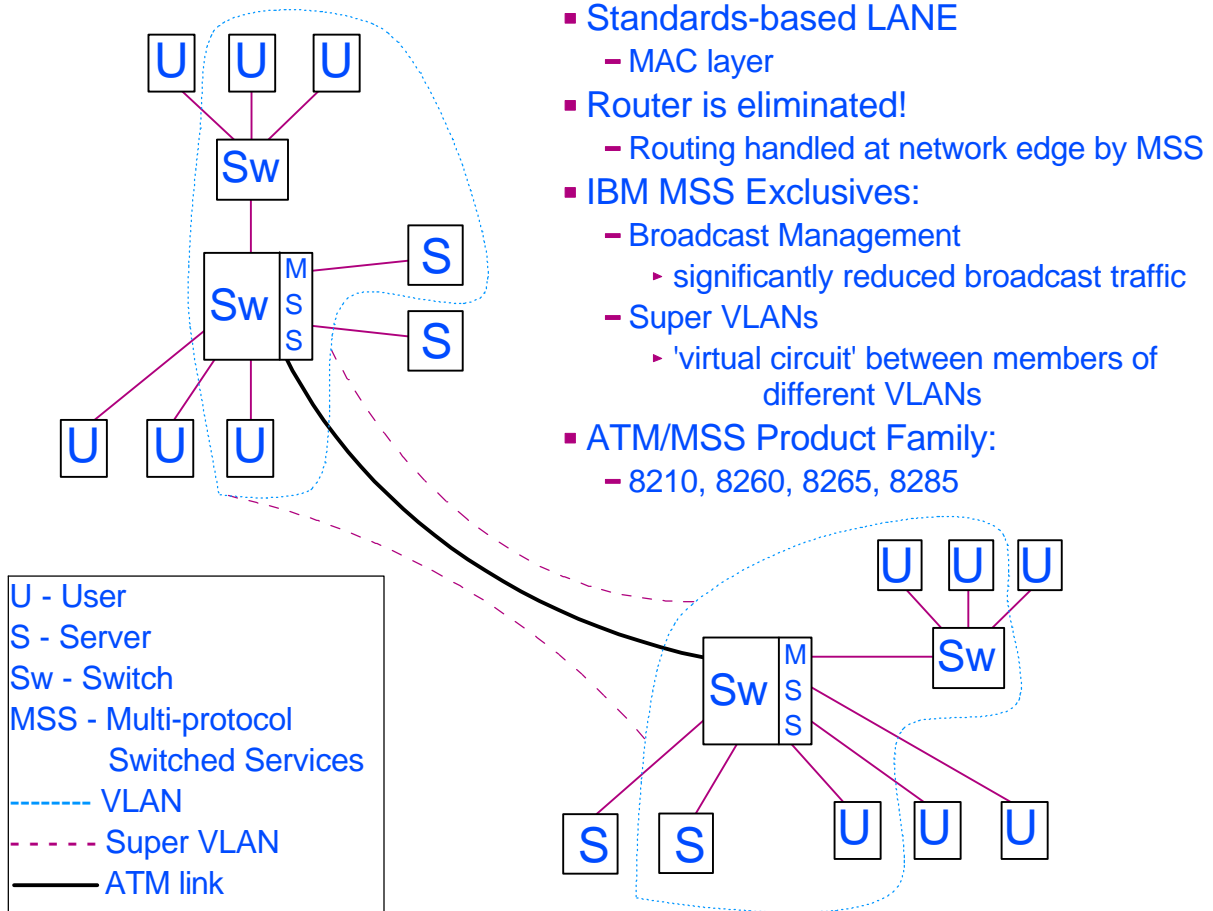 Standards-based LANE
MAC layer
Router is eliminated!
Routing handled at network edge by MSS
IBM MSS Exclusives:
Broadcast Management
significantly reduced broadcast traffic
Super VLANs
'virtual circuit' between members of
different VLANs
ATM/MSS Product Family:
8210, 8260, 8265, 8285
U U U
Sw
Sw M S S
S
S
U U U
U U U
Sw
Sw M S S
S S U U U
U - User
S - Server
Sw - Switch
MSS - Multi-protocol
Switched Services
VLAN
Super VLAN
ATM link